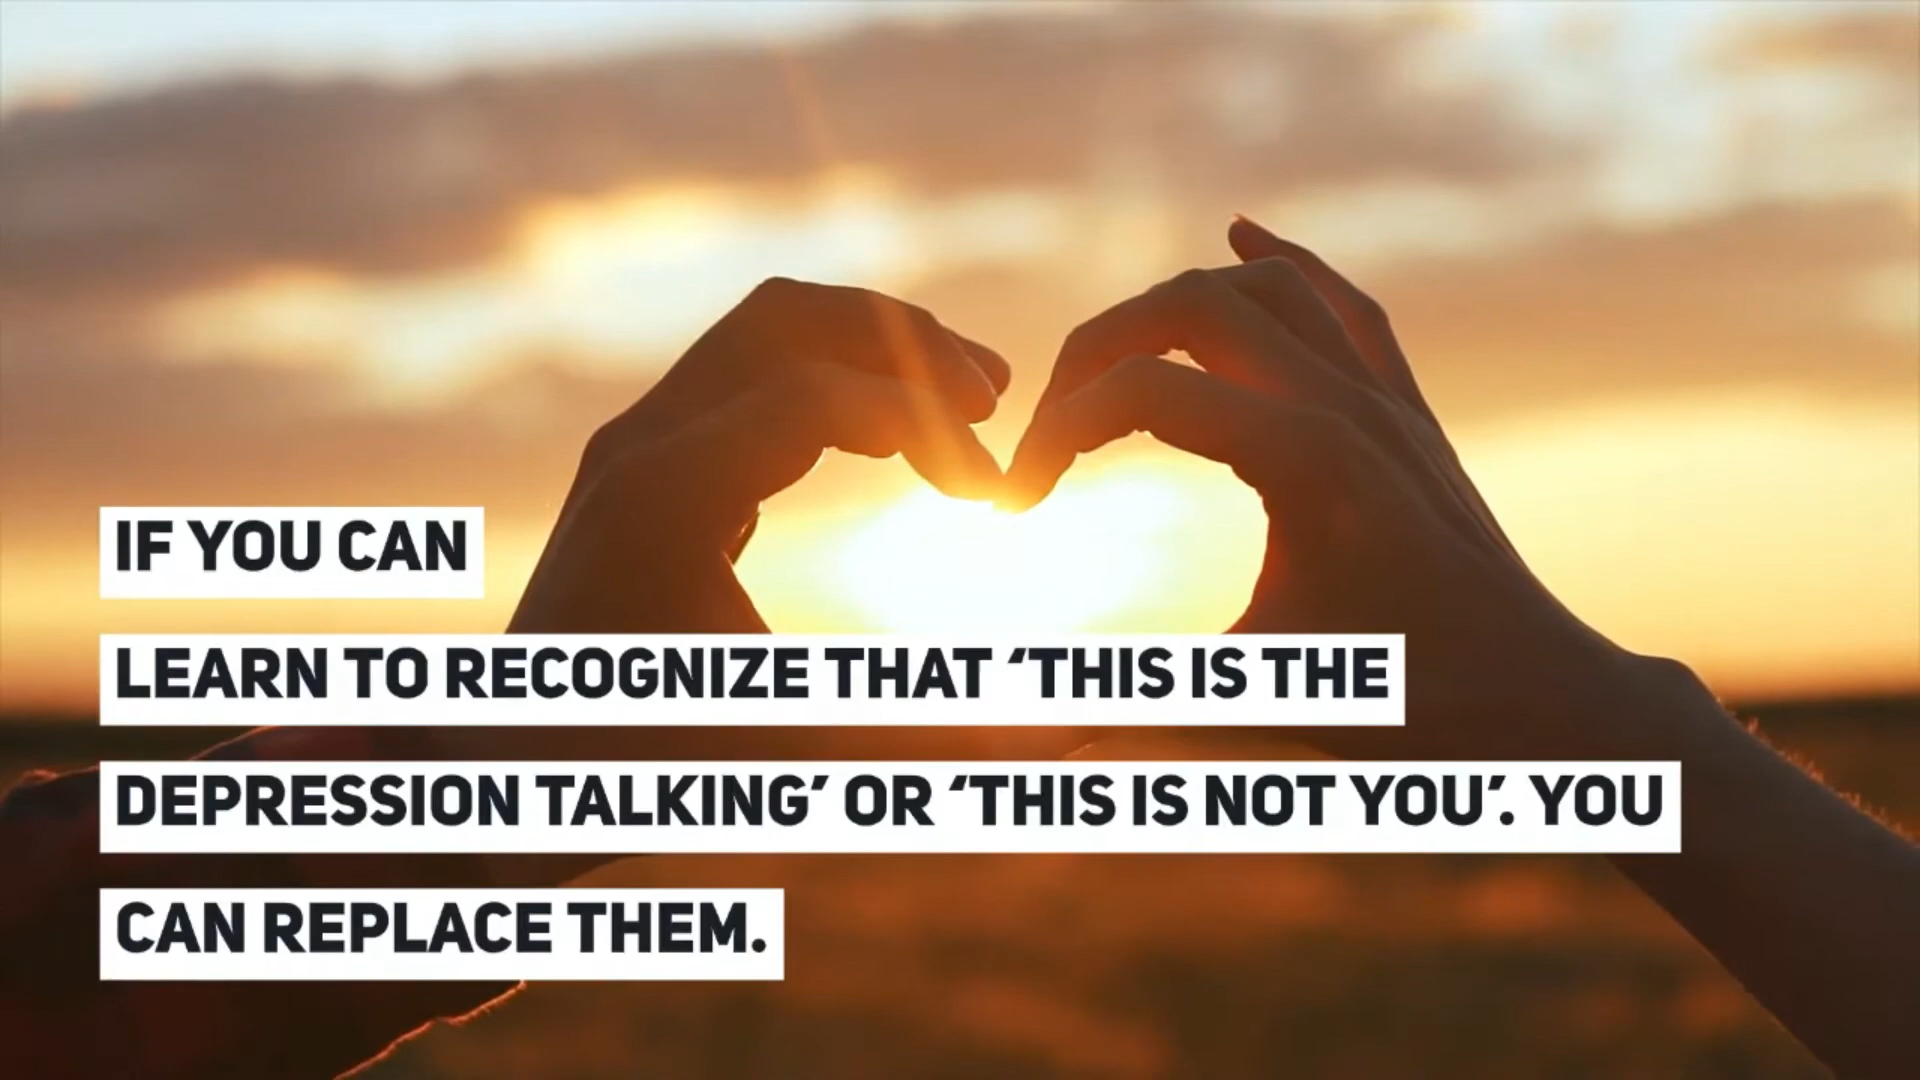 IF YOU CAN
LEARN TO RECOGNIZE THAT ‘THIS IS THE
DEPRESSION TALKING’ OR ‘THIS IS NOT YOU’. YOU
CAN REPLACE THEM.